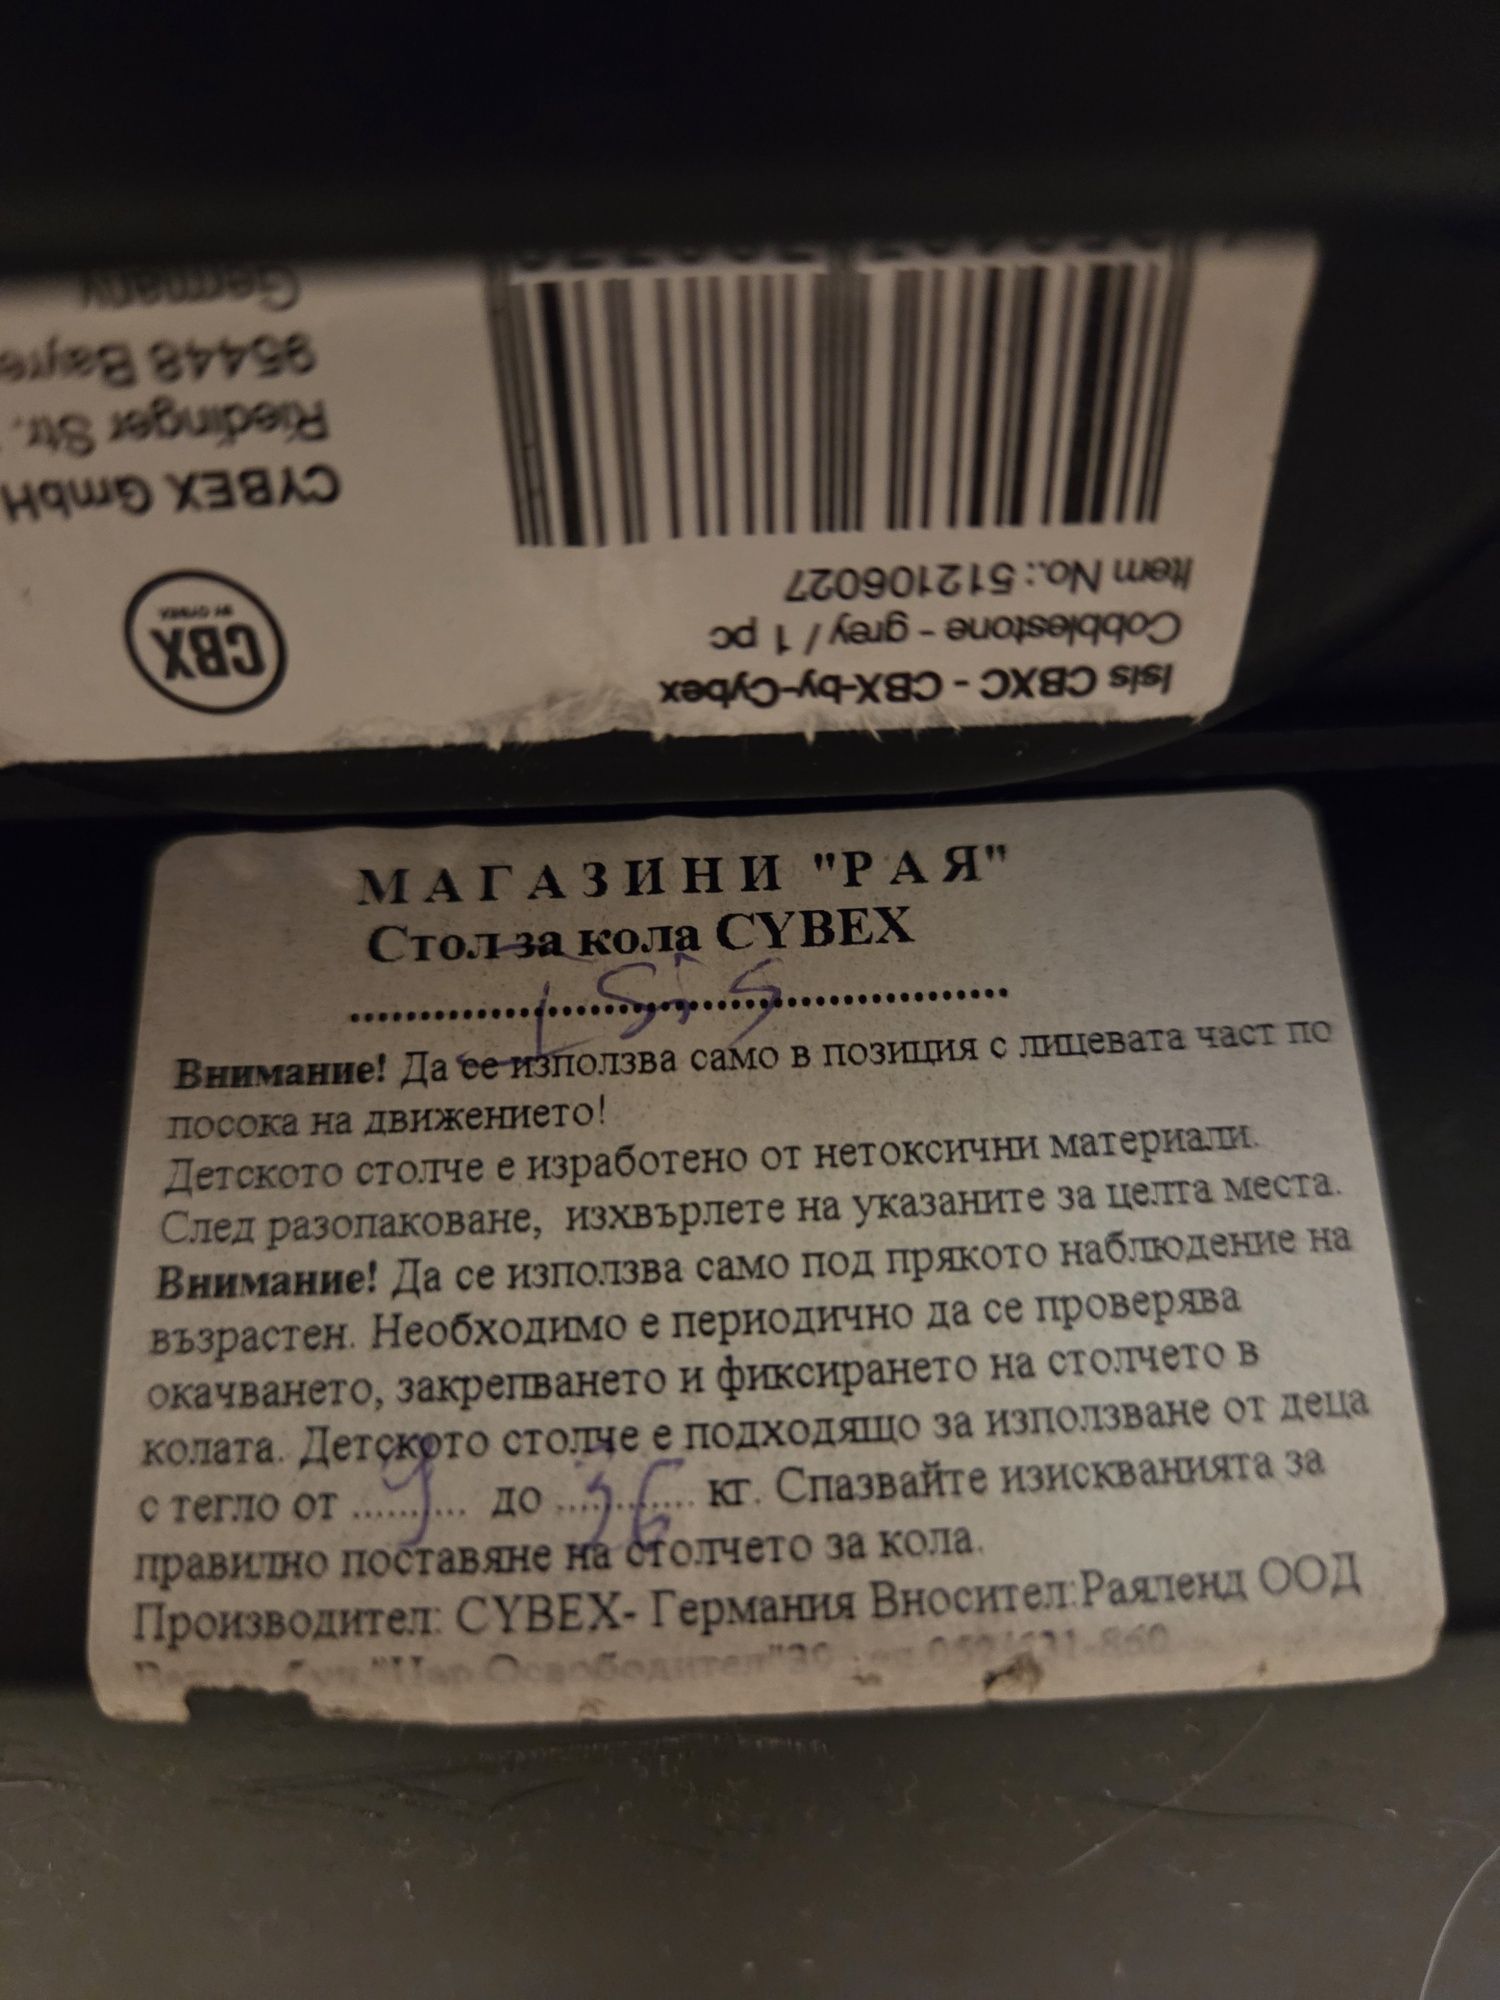 Isis CBXC - CBX-by-Cybex
Cobblestone - grey / 1 pc
Item No.: 512106027
CBX
BY CYBEX
CYBEX GmbH
Riedinger Str.
95448
Germany
МАГАЗИНИ "РАЯ"
Стол за кола CYBEX
Isis
Внимание! Да се използва само в позиция с лицевата част по
посока на движението!
Детското столче е изработено от нетоксични материали.
След разопаковане, изхвърлете на указаните за целта места.
Внимание! Да се използва само под прякото наблюдение на
възрастен. Необходимо е периодично да се проверява
окачването, закрепването и фиксирането на столчето в
колата. Детското столче е подходящо за използване от деца
с тегло от ....9.... до ....36.... кг. Спазвайте изискванията за
правилно поставяне на столчето за кола.
Производител: CYBEX- Германия Вносител:Раяленд ООД
"Цар Освободител"